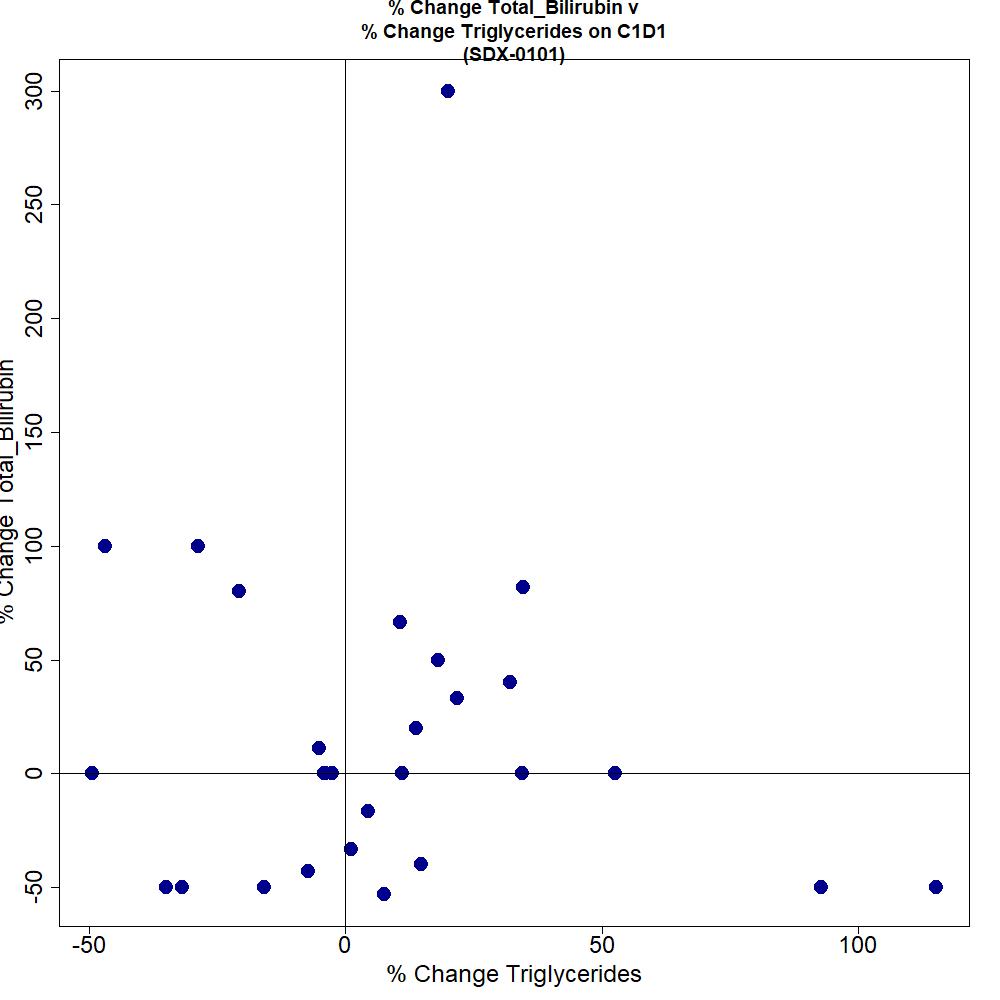 % Change Total_Bilirubin v
% Change Triglycerides on C1D1
(SDX-0101)
% Change Total_Bilirubin
300
250
200
150
100
50
0
-50
-50
0
50
100
% Change Triglycerides